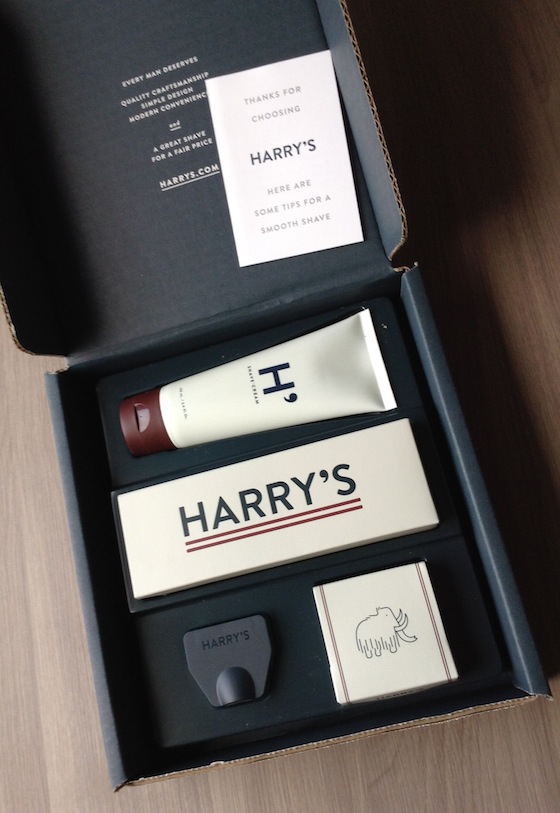 EVERY MAN DESERVES
QUALITY CRAFTSMANSHIP
SIMPLE DESIGN
MODERN CONVENIENC
and
A GREAT SHAVE
FOR A FAIR PRICE
HARRYS.COM
THANKS FOR
CHOOSING
HARRY'S
HERE ARE
SOME TIPS FOR A
SMOOTH SHAVE
H'
SHAVE CREAM
HARRY'S
HARRY'S